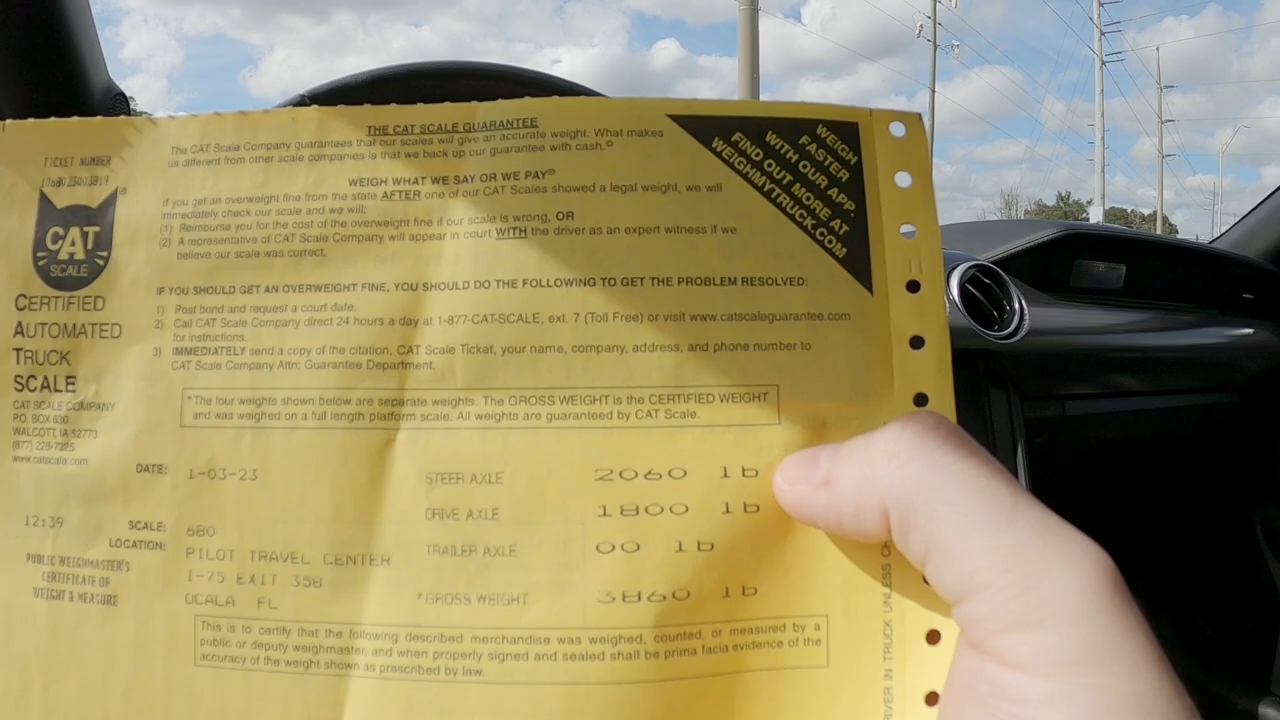 THE CAT SCALE GUARANTEE
The CAT Scale Company guarantees that our scales will give an accurate weight. What makes
us different from other scale companies is that we back up our guarantee with cash.©
WEIGH WHAT WE SAY OR WE PAY®
If you get an overweight fine from the state AFTER one of our CAT Scales showed a legal weight, we will
immediately check our scale and we will:
(1) Reimburse you for the cost of the overweight fine if our scale is wrong, OR
(2) A representative of CAT Scale Company will appear in court WITH the driver as an expert witness if we
believe our scale was correct.
IF YOU SHOULD GET AN OVERWEIGHT FINE, YOU SHOULD DO THE FOLLOWING TO GET THE PROBLEM RESOLVED:
1) Post bond and request a court date.
2) Call CAT Scale Company direct 24 hours a day at 1-877-CAT-SCALE, ext. 7 (Toll Free) or visit www.catscaleguarantee.com
for instructions.
3) IMMEDIATELY send a copy of the citation, CAT Scale Ticket, your name, company, address, and phone number to
CAT Scale Company Attn: Guarantee Department.
WEIGH
FASTER
WITH OUR APP.
FIND OUT MORE AT
WEIGHMYTRUCK.COM
TICKET NUMBER
CAT
SCALE
®
CERTIFIED
AUTOMATED
TRUCK
SCALE
CAT SCALE COMPANY
P.O. BOX 630
WALCOTT, IA 52773
(877) 228-7225
www.catscale.com
*The four weights shown below are separate weights. The GROSS WEIGHT is the CERTIFIED WEIGHT
and was weighed on a full length platform scale. All weights are guaranteed by CAT Scale.
DATE: 1-03-23
STEER AXLE 2060 lb
DRIVE AXLE 1800 lb
12:39 SCALE: 680
LOCATION: PILOT TRAVEL CENTER
TRAILER AXLE 00 lb
PUBLIC WEIGHMASTER'S
CERTIFICATE OF
WEIGHT & MEASURE
I-75 EXIT 358
OCALA FL
*GROSS WEIGHT 3860 lb
This is to certify that the following described merchandise was weighed, counted, or measured by a
public or deputy weighmaster, and when properly signed and sealed shall be prima facia evidence of the
accuracy of the weight shown as prescribed by law.
IN TRUCK UNLESS